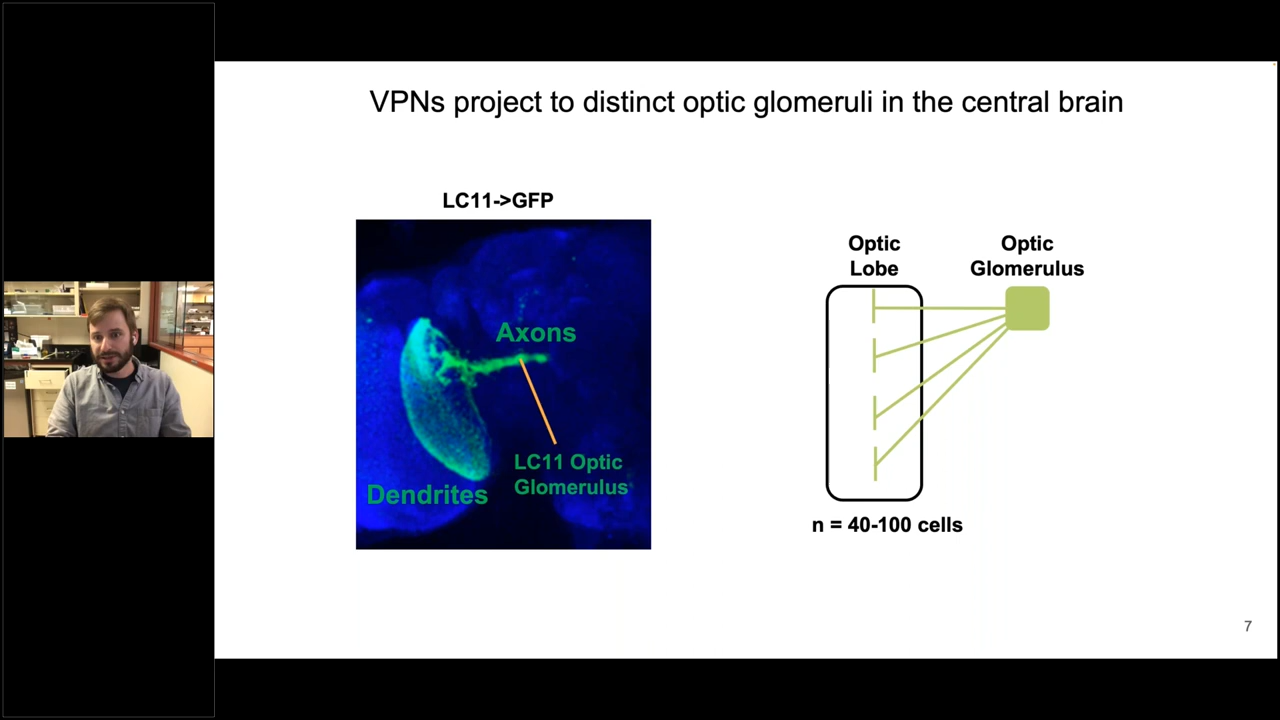 VPNs project to distinct optic glomeruli in the central brain
LC11->GFP
Axons
LC11 Optic
Glomerulus
Dendrites
Optic
Lobe
Optic
Glomerulus
n = 40-100 cells
7